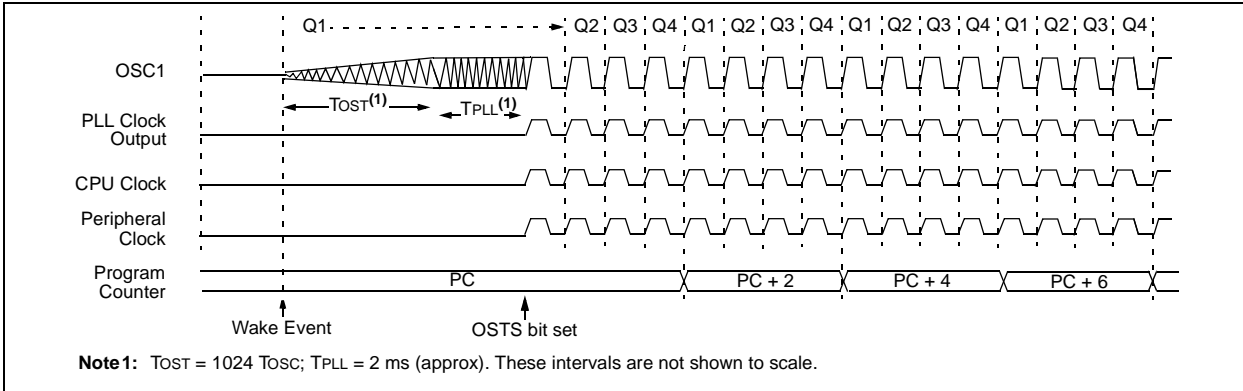 Q1 Q2 Q3 Q4 Q1 Q2 Q3 Q4 Q1 Q2 Q3 Q4 Q1 Q2 Q3 Q4
OSC1
TOST(1) TPLL(1)
PLL Clock
Output
CPU Clock
Peripheral
Clock
Program
Counter
PC PC + 2 PC + 4 PC + 6
Wake Event OSTS bit set
Note1: TOST = 1024 TOSC; TPLL = 2 ms (approx). These intervals are not shown to scale.